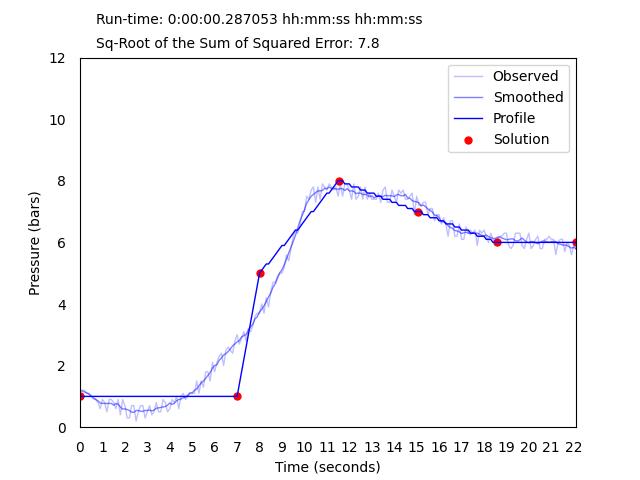 Run-time: 0:00:00.287053 hh:mm:ss hh:mm:ss
Sq-Root of the Sum of Squared Error: 7.8
12
10
8
6
4
2
0
Pressure (bars)
Observed
Smoothed
Profile
Solution
0 1 2 3 4 5 6 7 8 9 10 11 12 13 14 15 16 17 18 19 20 21 22
Time (seconds)